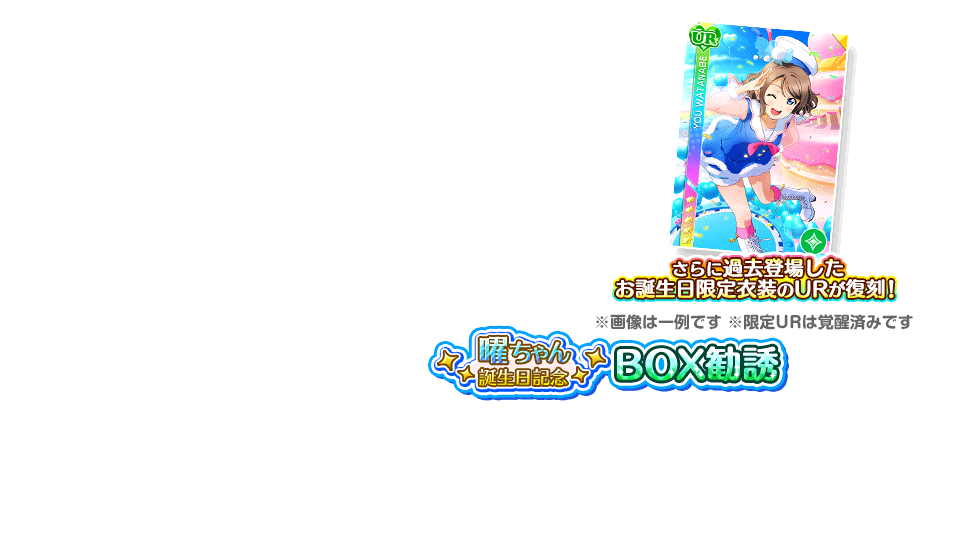 UR
YOU WATANABE
さらに過去登場した
お誕生日限定衣装のURが復刻!
※画像は一例です ※限定URは覚醒済みです
曜ちゃん
誕生日記念
BOX勧誘